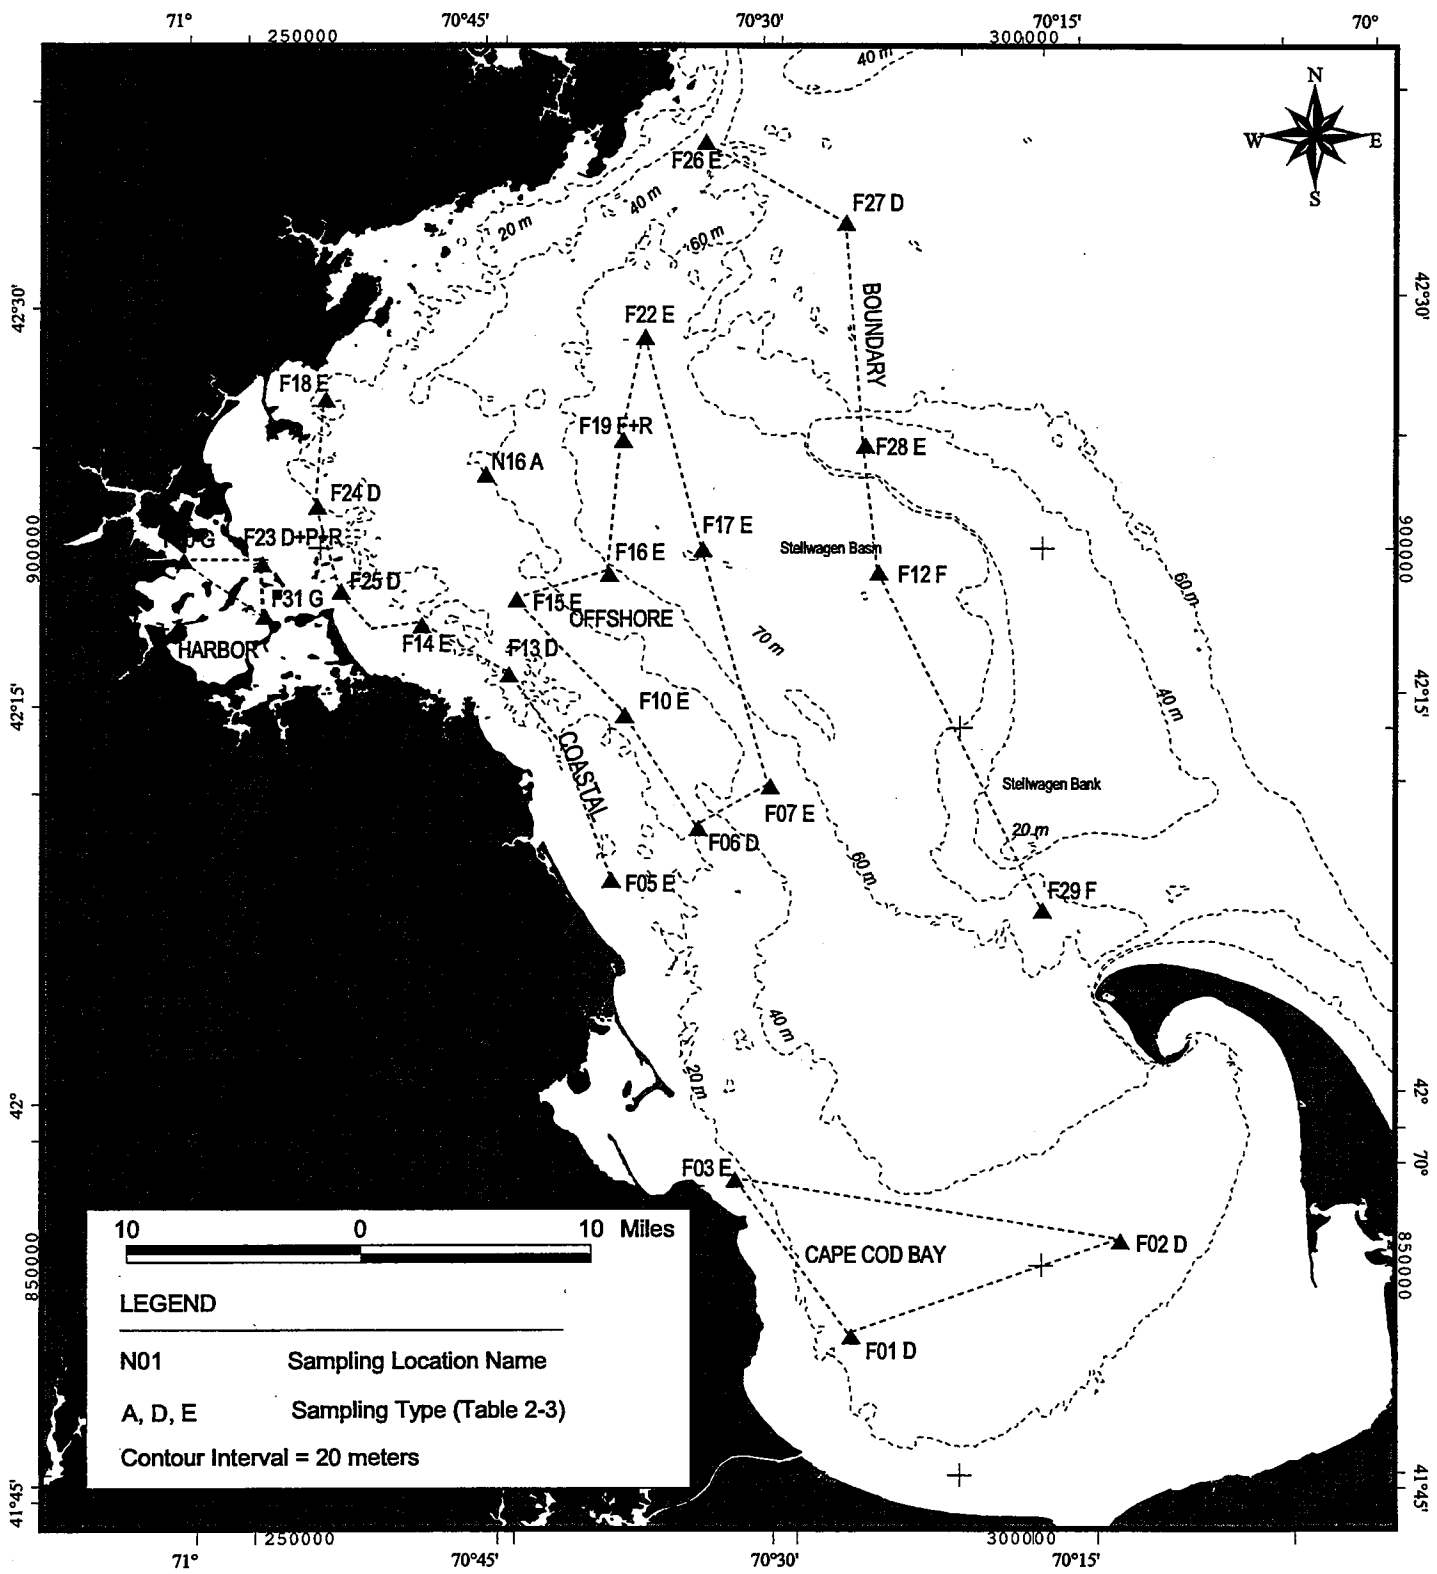 71° 70°45' 70°30' 70°15' 70°
250000 300000
40 m
N
W E
S
F26 E
40 m
20 m
F27 D
60 m
42°30' 42°30'
BOUNDARY
F22 E
F18 E
F19 F+R
F28 E
N16 A
F24 D
F17 E
900000 900000
F23 D+P+R
G
Stellwagen Basin
F16 E
F12 F
F25 D
60 m
F31 G
F15 E
OFFSHORE
HARBOR
F14 E
F13 D
70 m
42°15' 42°15'
F10 E
40 m
COASTAL
Stellwagen Bank
F07 E
20 m
F06 D
60 m
F05 E
F29 F
40 m
20 m
42° 42°
F03 E
70°
10 0 10 Miles
F02 D
CAPE COD BAY
850000 850000
LEGEND
F01 D
N01 Sampling Location Name
A, D, E Sampling Type (Table 2-3)
Contour Interval = 20 meters
41°45' 41°45'
2500000 300000
71° 70°45' 70°30' 70°15'